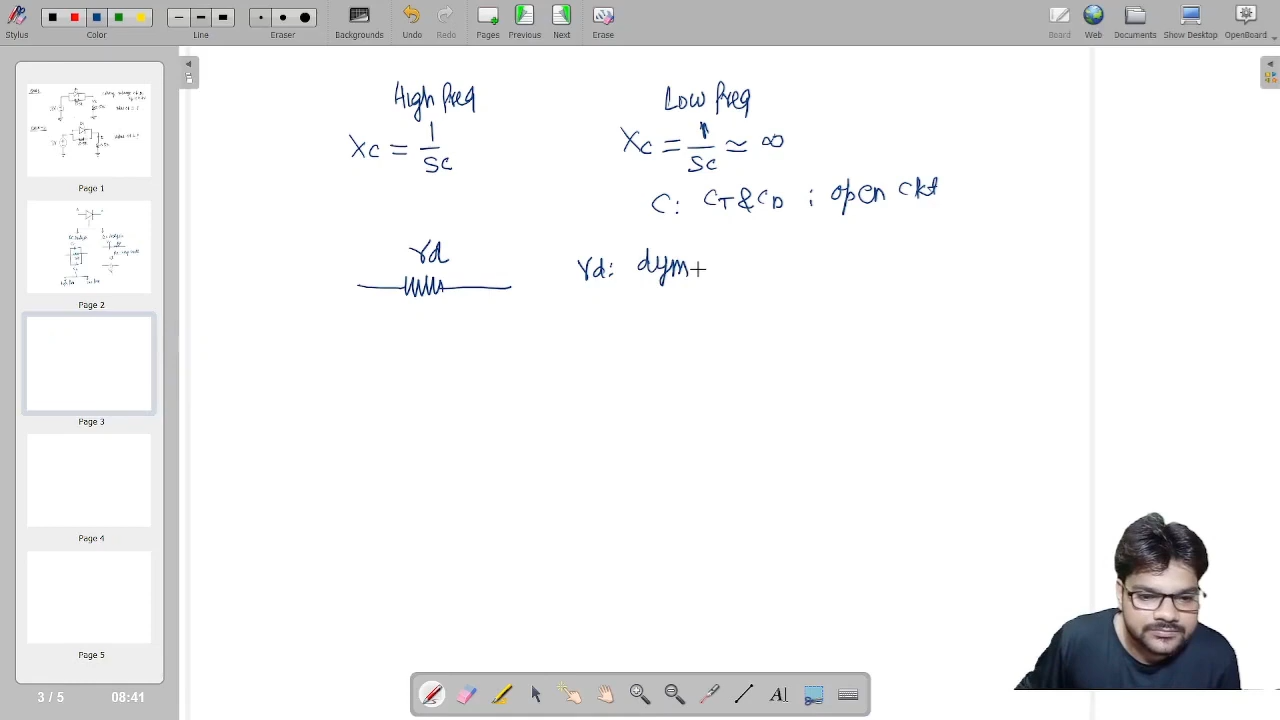 Stylus
Color
Line
Eraser
Backgrounds
Undo
Redo
Pages
Previous
Next
Erase
Board
Web
Documents
Show Desktop
OpenBoard
Page 1
Page 2
Page 3
Page 4
Page 5
3 / 5
08:41
High freq
Low freq
XC = 1/SC
XC = 1/SC ≃ ∞
C: CT & CD : open ckt
rd
rd: dym
AI